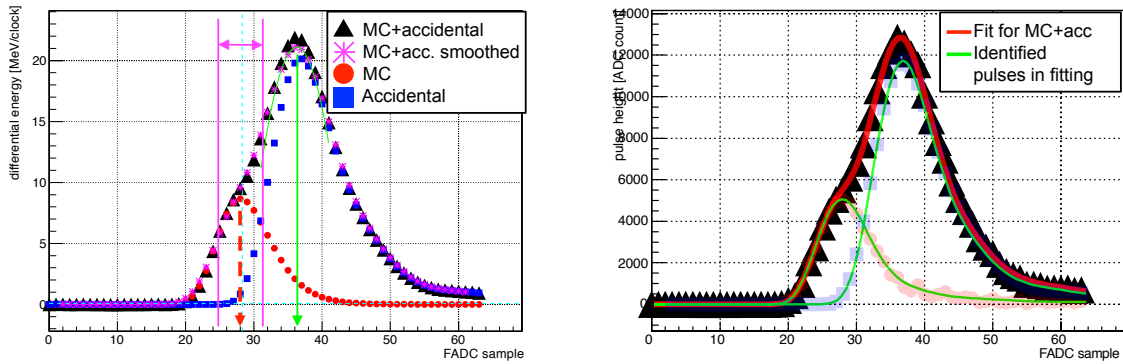 differential energy [MeV/clock]
20
15
10
5
0
MC+accidental
MC+acc. smoothed
MC
Accidental
0 10 20 30 40 50 60
FADC sample
pulse height [ADC count]
14000
12000
10000
8000
6000
4000
2000
0
Fit for MC+acc
Identified
pulses in fitting
0 10 20 30 40 50 60
FADC sample